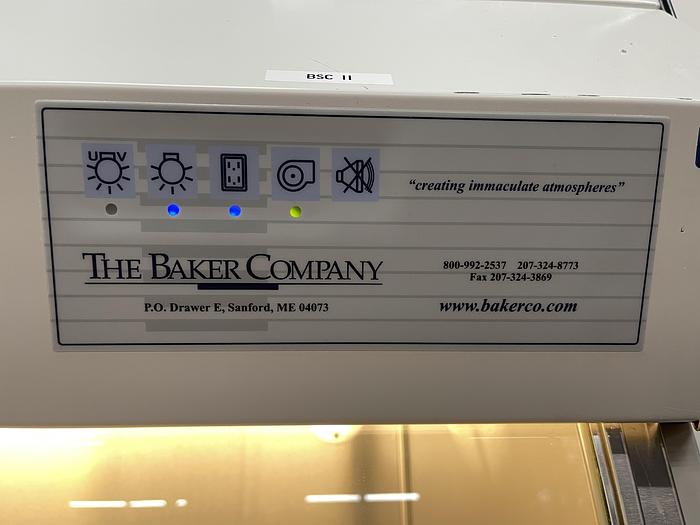 BSC II
UV
"creating immaculate atmospheres"
THE BAKER COMPANY
800-992-2537 207-324-8773
Fax 207-324-3869
P.O. Drawer E, Sanford, ME 04073
www.bakerco.com